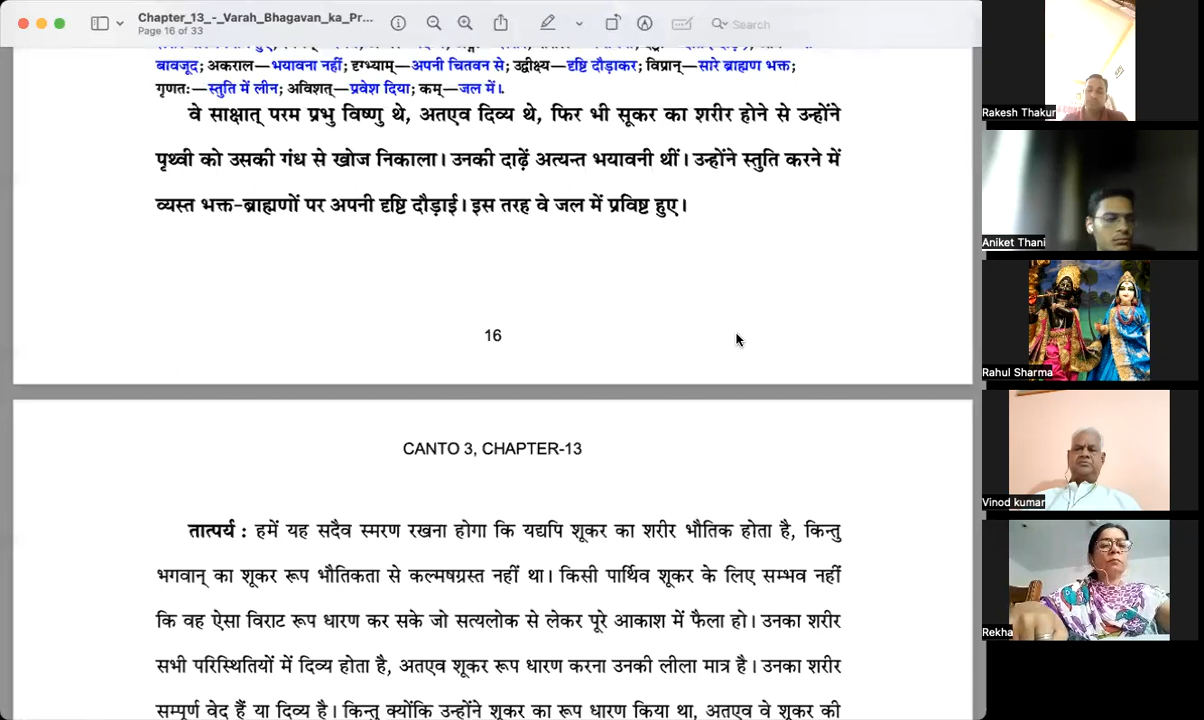 Chapter_13_-_Varah_Bhagavan_ka_Pr...
Page 16 of 33
Search
बावजूद; अकराल—भयावना नहीं; दृग्भ्याम्—अपनी चितवन से; उद्वीक्ष्य—दृष्टि दौड़ाकर; विप्रान्—सारे ब्राह्मण भक्त;
गृणतः—स्तुति में लीन; अविशत्—प्रवेश दिया; कम्—जल में।
वे साक्षात् परम प्रभु विष्णु थे, अतएव दिव्य थे, फिर भी सूकर का शरीर होने से उन्होंने
पृथ्वी को उसकी गंध से खोज निकाला। उनकी दाढ़ें अत्यन्त भयावनी थीं। उन्होंने स्तुति करने में
व्यस्त भक्त-ब्राह्मणों पर अपनी दृष्टि दौड़ाई। इस तरह वे जल में प्रविष्ट हुए।
16
CANTO 3, CHAPTER-13
तात्पर्य : हमें यह सदैव स्मरण रखना होगा कि यद्यपि शूकर का शरीर भौतिक होता है, किन्तु
भगवान् का शूकर रूप भौतिकता से कल्मषग्रस्त नहीं था। किसी पार्थिव शूकर के लिए सम्भव नहीं
कि वह ऐसा विराट रूप धारण कर सके जो सत्यलोक से लेकर पूरे आकाश में फैला हो। उनका शरीर
सभी परिस्थितियों में दिव्य होता है, अतएव शूकर रूप धारण करना उनकी लीला मात्र है। उनका शरीर
सम्पूर्ण वेद हैं या दिव्य है। किन्तु क्योंकि उन्होंने शूकर का रूप धारण किया था, अतएव वे शूकर की
Rakesh Thakur
Aniket Thani
Rahul Sharma
Vinod kumar
Rekha